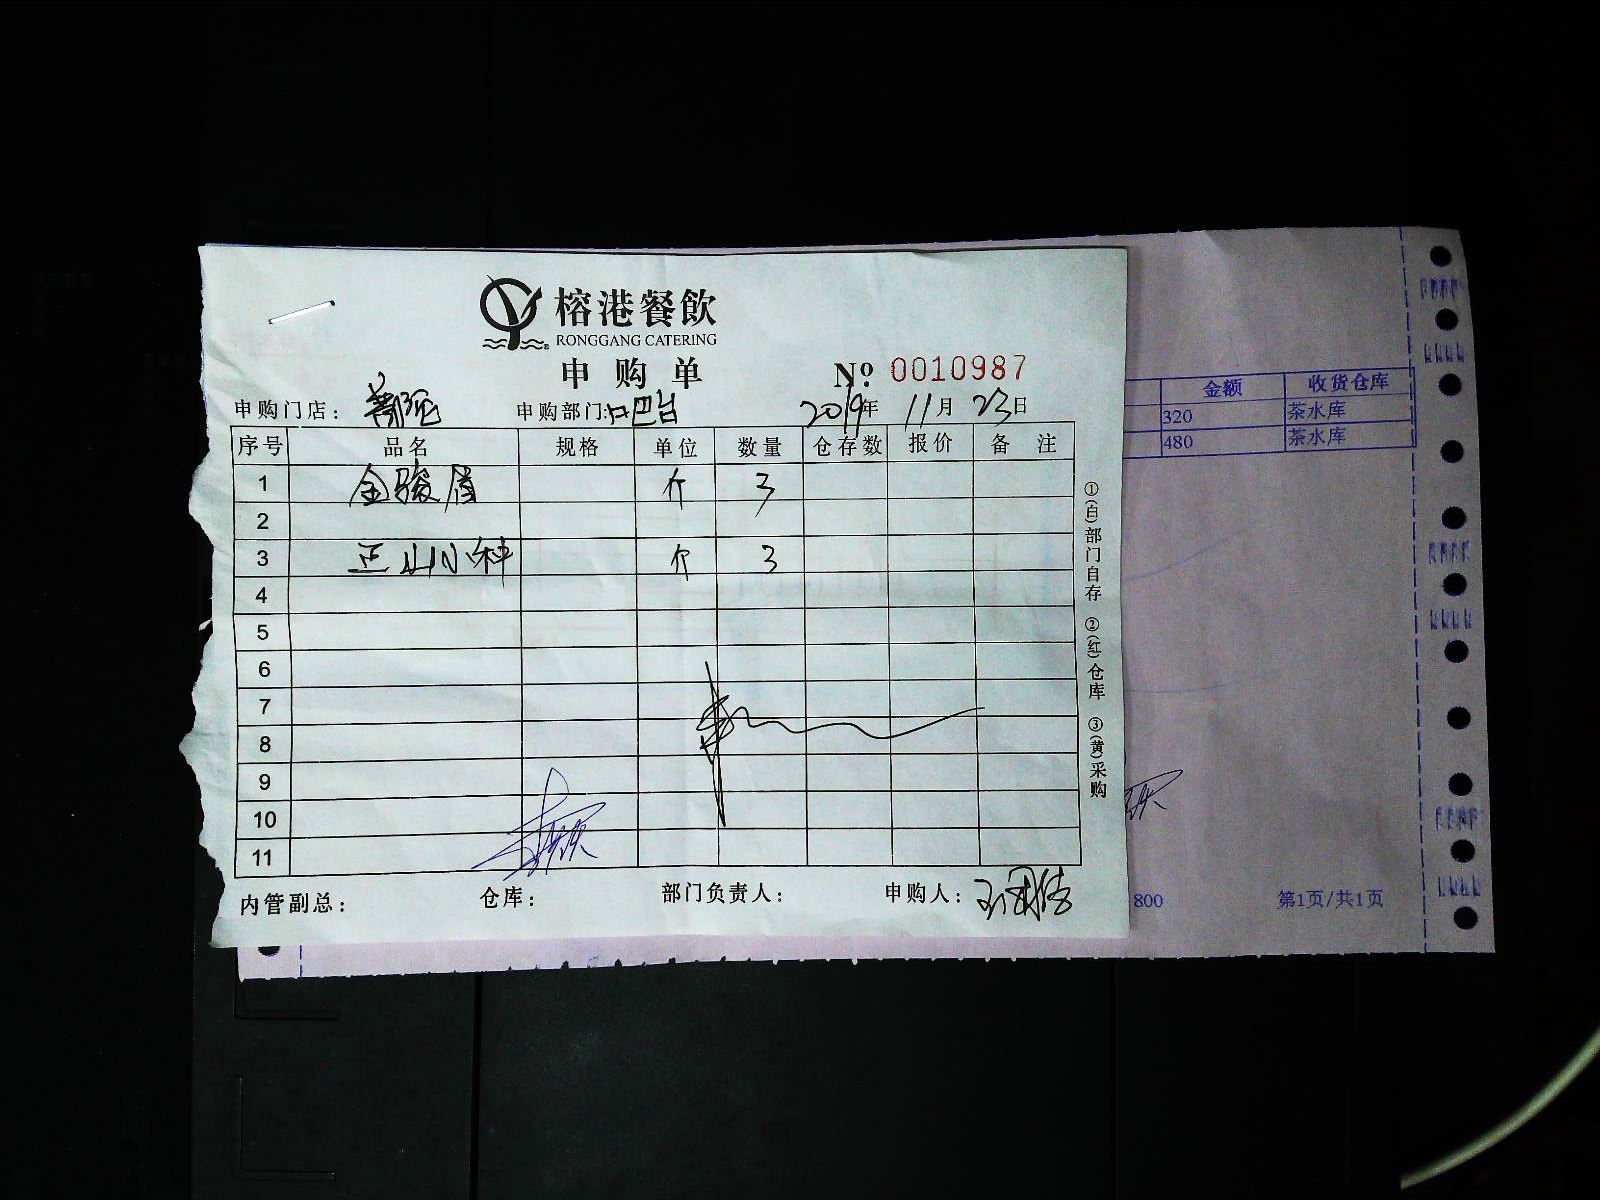 榕港餐飲
RONGGANG CATERING
申购单
№ 0010987
申购门店： 申购部门： 吧台 2019年 11月 23日
序号 品名 规格 单位 数量 仓存数 报价 备 注
1 金骏眉 斤 3
2
3 正山小种 斤 3
4
5
6
7
8
9
10
11
内管副总： 仓库： 部门负责人： 申购人：
①(白)部门自存 ②(红)仓库 ③(黄)采购
金额 收货仓库
320 茶水库
480 茶水库
800 第1页/共1页